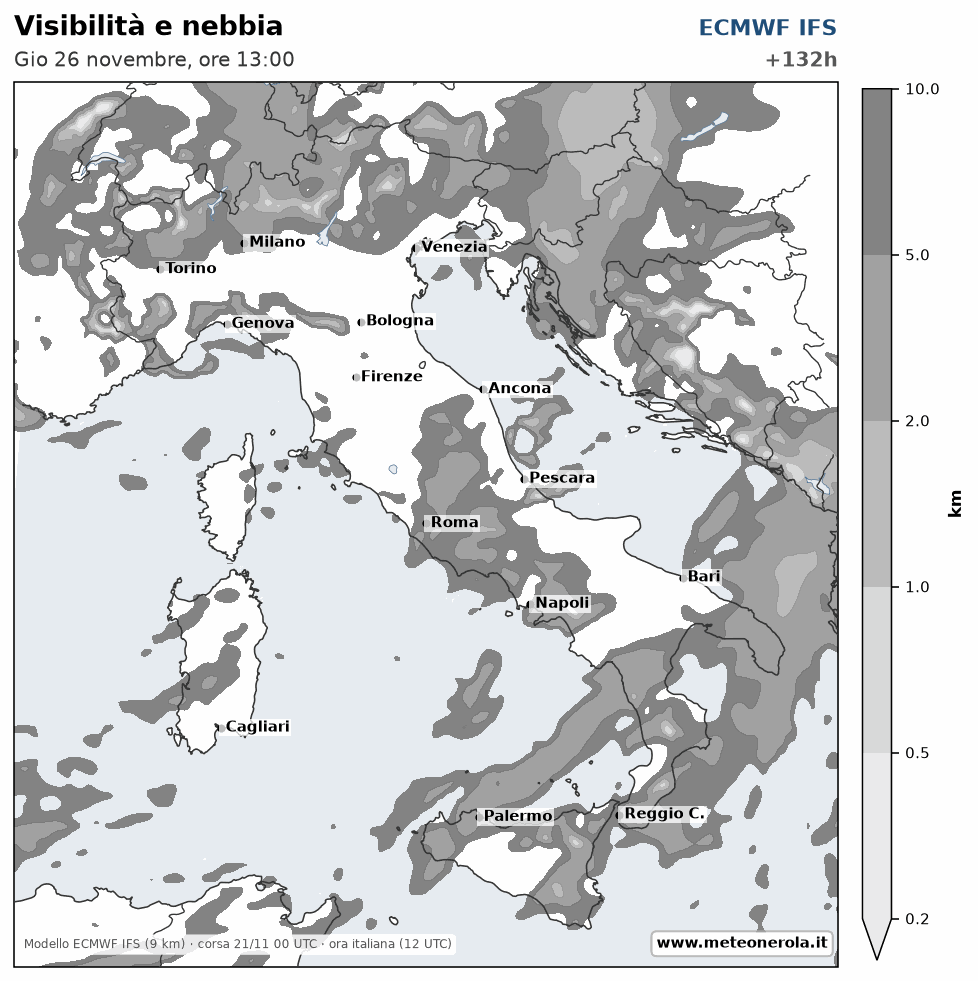 Visibilità e nebbia
ECMWF IFS
Gio 26 novembre, ore 13:00
+132h
10.0
Milano
Venezia
5.0
Torino
Genova
Bologna
Firenze
Ancona
2.0
Pescara
km
Roma
Bari
1.0
Napoli
Cagliari
0.5
Palermo
Reggio C.
0.2
Modello ECMWF IFS (9 km) · corsa 21/11 00 UTC · ora italiana (12 UTC)
www.meteonerola.it